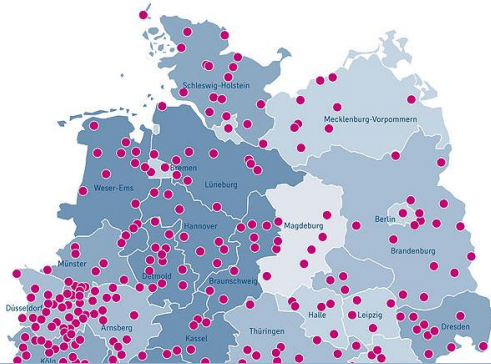 Schleswig-Holstein
Mecklenburg-Vorpommern
Bremen
Weser-Ems
Lüneburg
Berlin
Hannover
Magdeburg
Brandenburg
Münster
Detmold
Braunschweig
Düsseldorf
Arnsberg
Halle
Leipzig
Dresden
Kassel
Thüringen
Köln